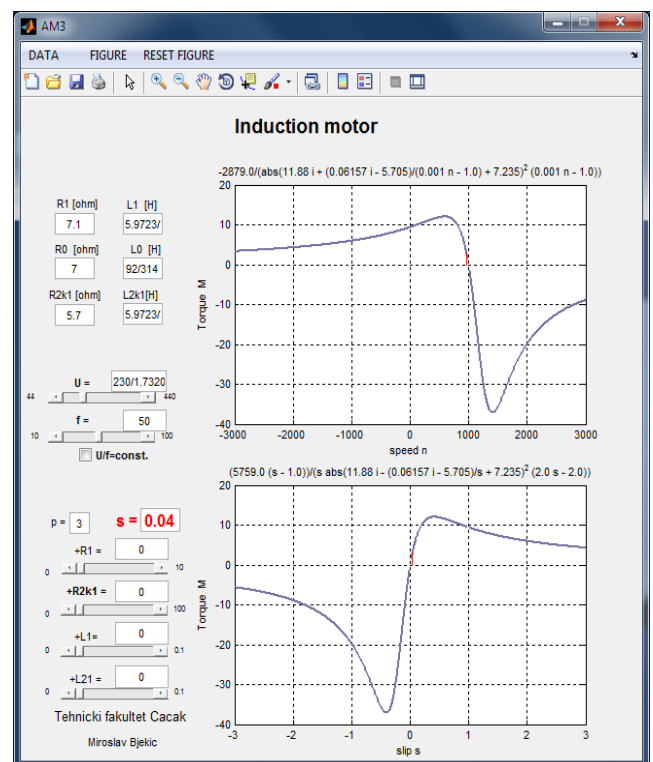 AM3
DATA FIGURE RESET FIGURE
Induction motor
R1 [ohm] L1 [H]
7.1 5.9723/
R0 [ohm] L0 [H]
7 92/314
R2k1 [ohm] L2k1[H]
5.7 5.9723/
U = 230/1.7320
44 440
f = 50
10 100
U/f=const.
p = 3 s = 0.04
+R1 = 0
0 10
+R2k1 = 0
0 100
+L1= 0
0 0.1
+L21 = 0
0 0.1
Tehnicki fakultet Cacak
Miroslav Bjekic
-2879.0/(abs(11.88 i + (0.06157 i - 5.705)/(0.001 n - 1.0) + 7.235)² (0.001 n - 1.0))
20
10
0
-10
-20
-30
-40
Torque M
-3000 -2000 -1000 0 1000 2000 3000
speed n
(5759.0 (s - 1.0))/(s abs(11.88 i - (0.06157 i - 5.705)/s + 7.235)² (2.0 s - 2.0))
20
10
0
-10
-20
-30
-40
Torque M
-3 -2 -1 0 1 2 3
slip s